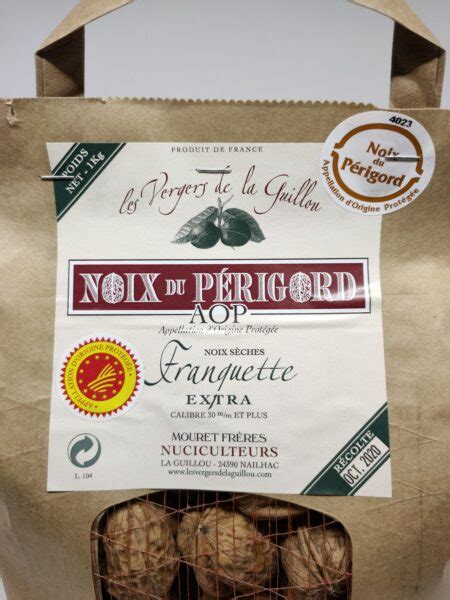 4023
Noix
du
Périgord
Appellation d'Origine Protégée
POIDS
NET - 1Kg
PRODUIT DE FRANCE
les Vergers de la Guillou
NOIX DU PÉRIGORD
AOP
Appellation d'Origine Protégée
APPELLATION D'ORIGINE PROTÉGÉE
NOIX SÈCHES
Franquette
EXTRA
CALIBRE 30 m/m ET PLUS
MOURET FRÈRES
NUCICULTEURS
LA GUILLOU - 24390 NAILHAC
www.lesvergersdelaguillou.com
L. 104
RÉCOLTE
OCT. 2020